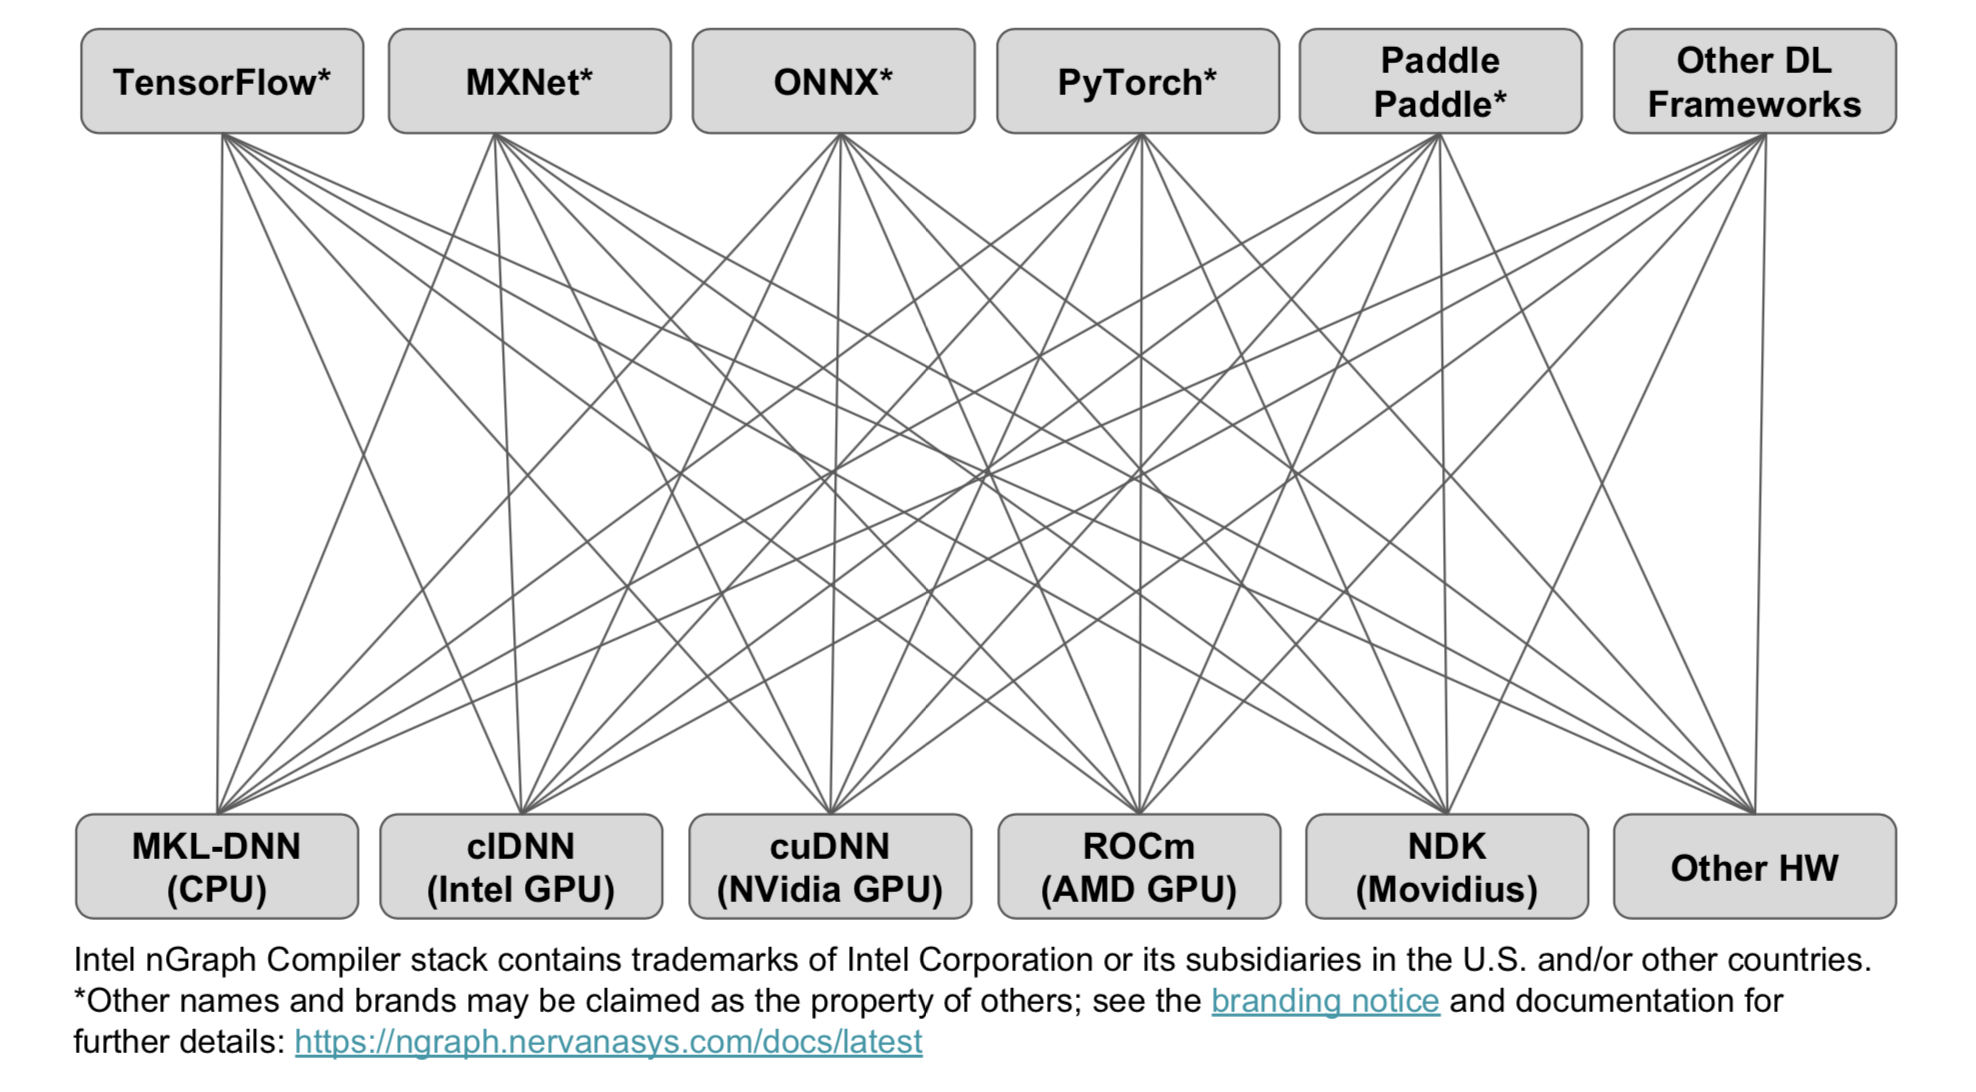 TensorFlow*
MXNet*
ONNX*
PyTorch*
Paddle
Paddle*
Other DL
Frameworks
MKL-DNN
(CPU)
clDNN
(Intel GPU)
cuDNN
(NVidia GPU)
ROCm
(AMD GPU)
NDK
(Movidius)
Other HW
Intel nGraph Compiler stack contains trademarks of Intel Corporation or its subsidiaries in the U.S. and/or other countries.
*Other names and brands may be claimed as the property of others; see the branding notice and documentation for
further details: https://ngraph.nervanasys.com/docs/latest